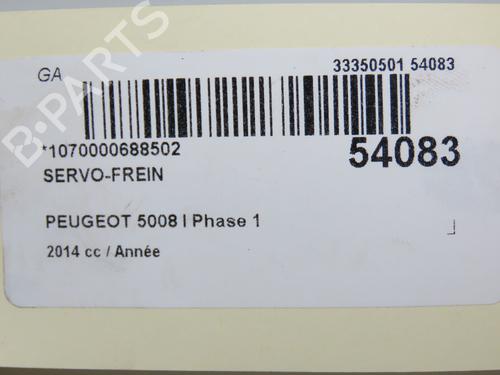 GA
33350501 54083
*1070000688502
54083
SERVO-FREIN
PEUGEOT 5008 I Phase 1
2014 cc / Année
B-PARTS